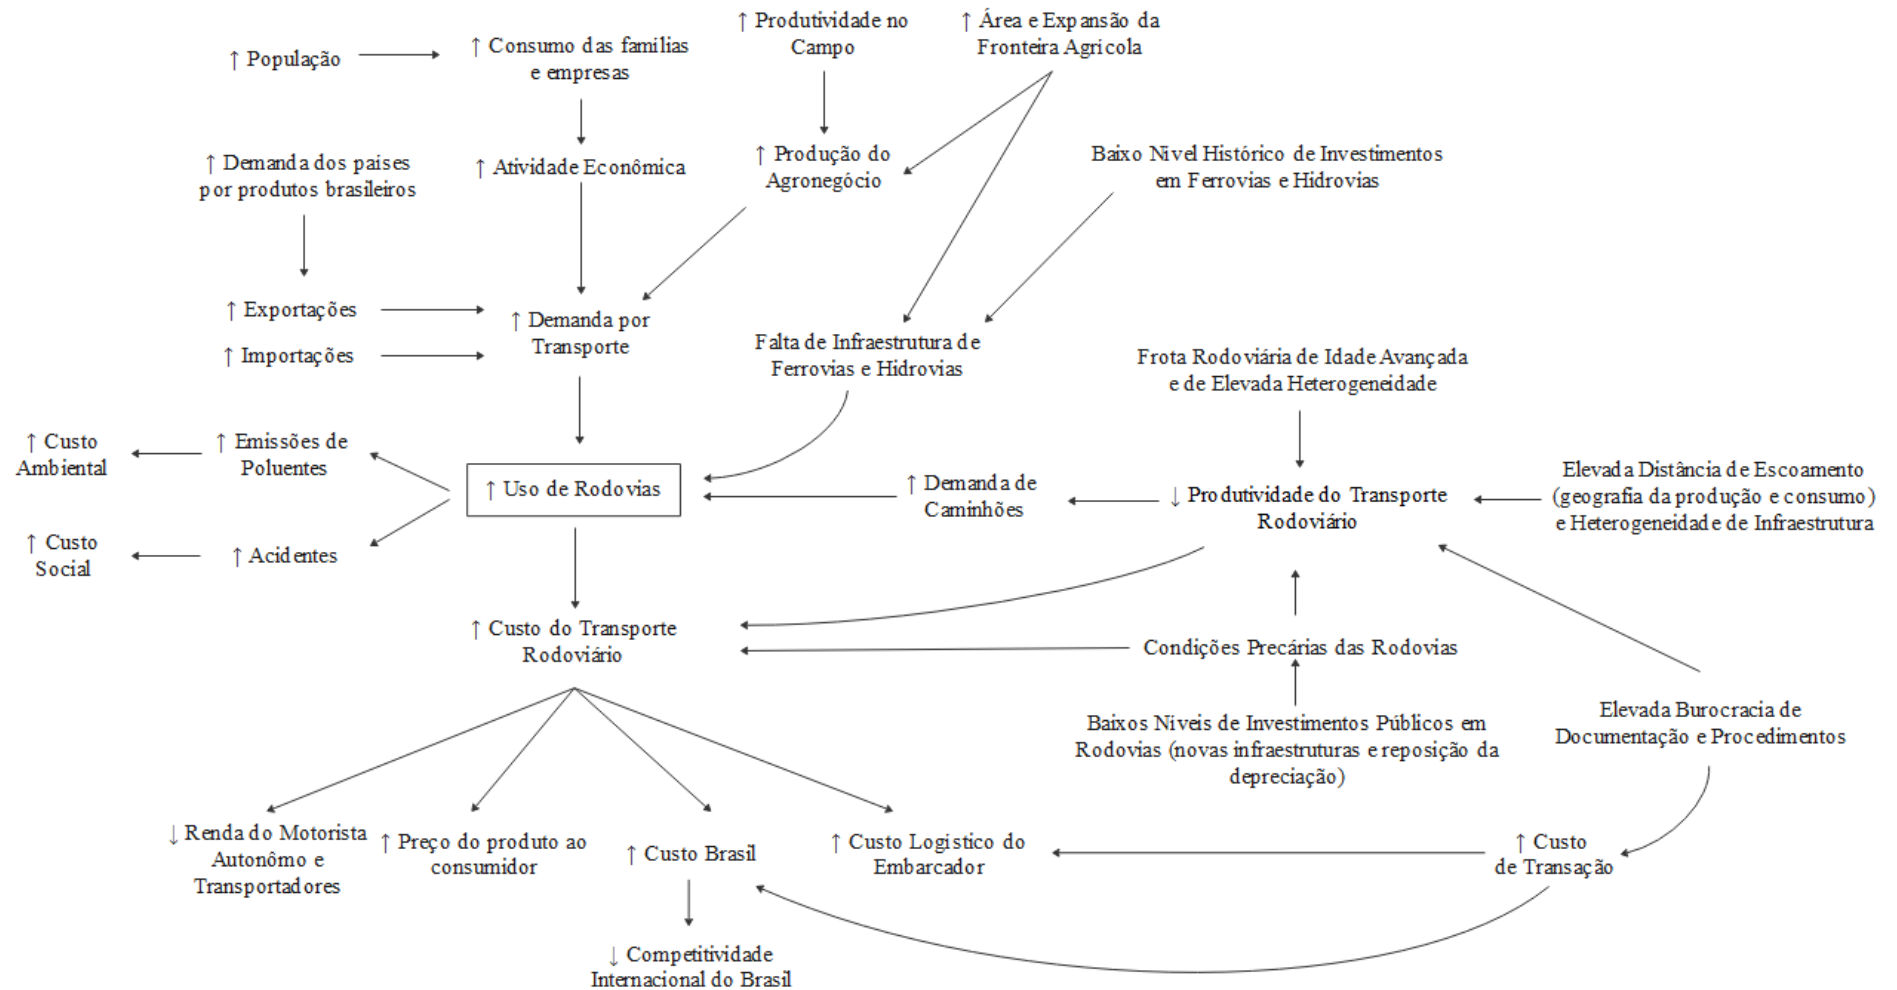 ↑ Produtividade no
Campo
↑ Área e Expansão da
Fronteira Agrícola
↑ População
↑ Consumo das famílias
e empresas
↑ Demanda dos países
por produtos brasileiros
↑ Atividade Econômica
↑ Produção do
Agronegócio
Baixo Nível Histórico de Investimentos
em Ferrovias e Hidrovias
↑ Exportações
↑ Importações
↑ Demanda por
Transporte
Falta de Infraestrutura de
Ferrovias e Hidrovias
Frota Rodoviária de Idade Avançada
e de Elevada Heterogeneidade
↑ Custo
Ambiental
↑ Emissões de
Poluentes
↑ Uso de Rodovias
↑ Demanda de
Caminhões
↓ Produtividade do Transporte
Rodoviário
Elevada Distância de Escoamento
(geografia da produção e consumo)
e Heterogeneidade de Infraestrutura
↑ Custo
Social
↑ Acidentes
↑ Custo do Transporte
Rodoviário
Condições Precárias das Rodovias
Baixos Níveis de Investimentos Públicos em
Rodovias (novas infraestruturas e reposição da
depreciação)
Elevada Burocracia de
Documentação e Procedimentos
↓ Renda do Motorista
Autonômo e
Transportadores
↑ Preço do produto ao
consumidor
↑ Custo Brasil
↑ Custo Logístico do
Embarcador
↑ Custo
de Transação
↓ Competitividade
Internacional do Brasil